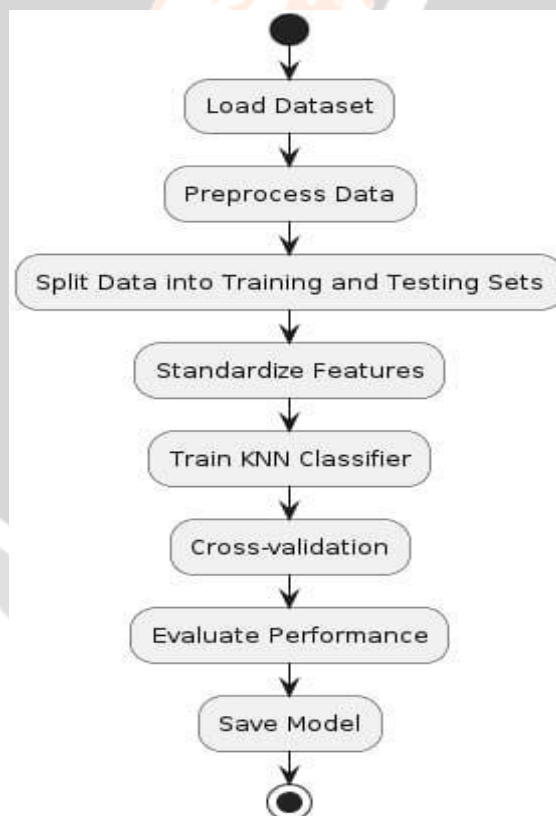 Load Dataset
Preprocess Data
Split Data into Training and Testing Sets
Standardize Features
Train KNN Classifier
Cross-validation
Evaluate Performance
Save Model